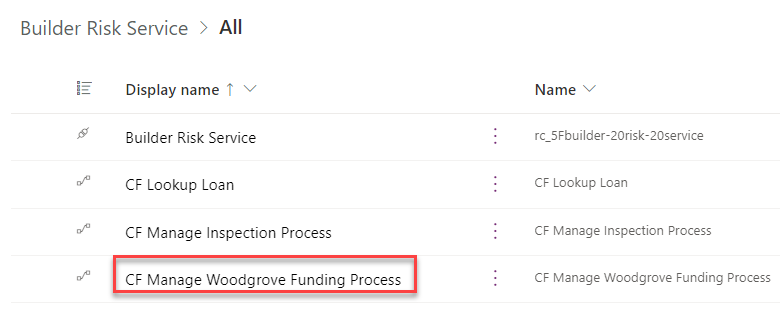 Builder Risk Service > All
Display name ↑ Name
Builder Risk Service rc_5Fbuilder-20risk-20service
CF Lookup Loan CF Lookup Loan
CF Manage Inspection Process CF Manage Inspection Process
CF Manage Woodgrove Funding Process CF Manage Woodgrove Funding Process